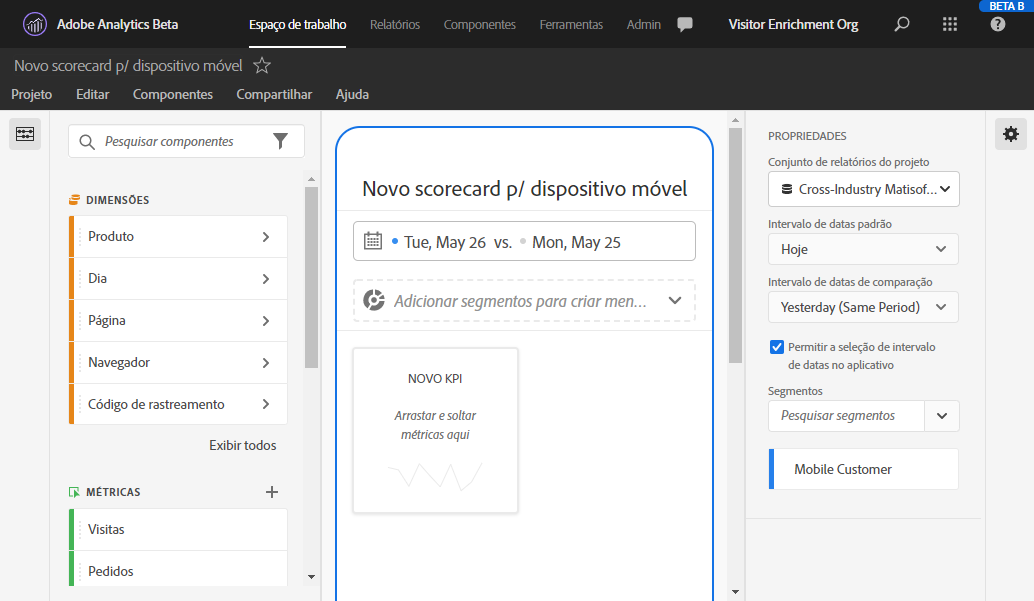 BETA B
Adobe Analytics Beta
Espaço de trabalho
Relatórios
Componentes
Ferramentas
Admin
Visitor Enrichment Org
Novo scorecard p/ dispositivo móvel
Projeto
Editar
Componentes
Compartilhar
Ajuda
Pesquisar componentes
DIMENSÕES
Produto
Dia
Página
Navegador
Código de rastreamento
Exibir todos
MÉTRICAS
Visitas
Pedidos
Novo scorecard p/ dispositivo móvel
Tue, May 26 vs. Mon, May 25
Adicionar segmentos para criar men...
NOVO KPI
Arrastar e soltar
métricas aqui
PROPRIEDADES
Conjunto de relatórios do projeto
Cross-Industry Matisof...
Intervalo de datas padrão
Hoje
Intervalo de datas de comparação
Yesterday (Same Period)
Permitir a seleção de intervalo
de datas no aplicativo
Segmentos
Pesquisar segmentos
Mobile Customer